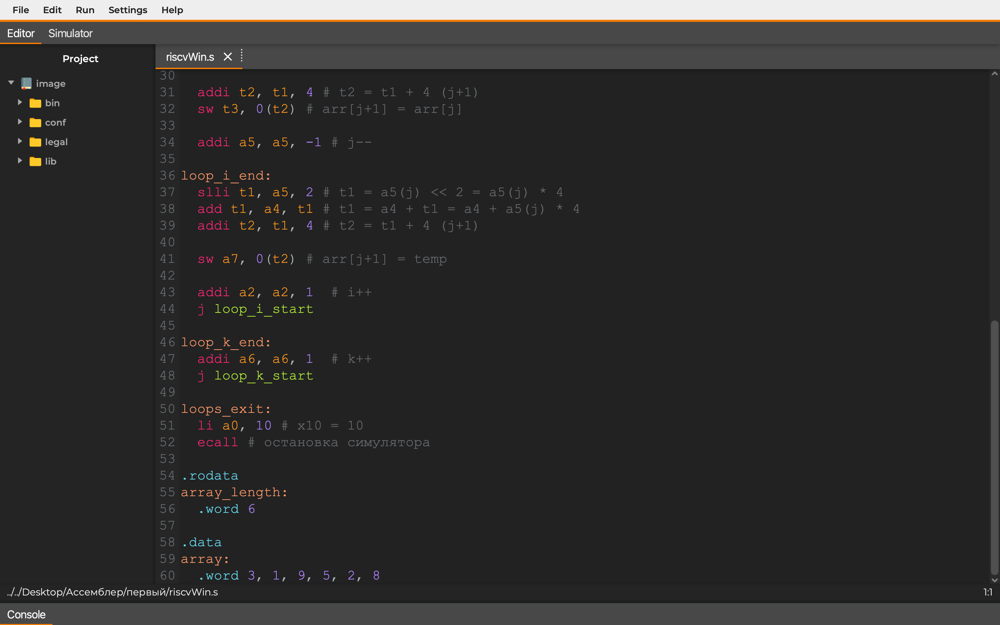 File Edit Run Settings Help
Editor Simulator
Project
image
bin
conf
legal
lib
riscvWin.s
30
31 addi t2, t1, 4 # t2 = t1 + 4 (j+1)
32 sw t3, 0(t2) # arr[j+1] = arr[j]
33
34 addi a5, a5, -1 # j--
35
36 loop_i_end:
37 slli t1, a5, 2 # t1 = a5(j) << 2 = a5(j) * 4
38 add t1, a4, t1 # t1 = a4 + t1 = a4 + a5(j) * 4
39 addi t2, t1, 4 # t2 = t1 + 4 (j+1)
40
41 sw a7, 0(t2) # arr[j+1] = temp
42
43 addi a2, a2, 1  # i++
44 j loop_i_start
45
46 loop_k_end:
47 addi a6, a6, 1  # k++
48 j loop_k_start
49
50 loops_exit:
51 li a0, 10 # x10 = 10
52 ecall # остановка симулятора
53
54 .rodata
55 array_length:
56 .word 6
57
58 .data
59 array:
60 .word 3, 1, 9, 5, 2, 8
../../Desktop/Ассемблер/первый/riscvWin.s 1:1
Console